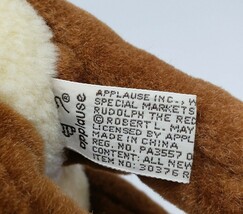 applause
APPLAUSE INC., W
SPECIAL MARKETS
RUDOLPH THE RED
© ROBERT L. MAY
LICENSED BY APPL
MADE IN CHINA
REG. NO. PA3557 O
CONTENT: ALL NEW
ITEM NO: 30376 R